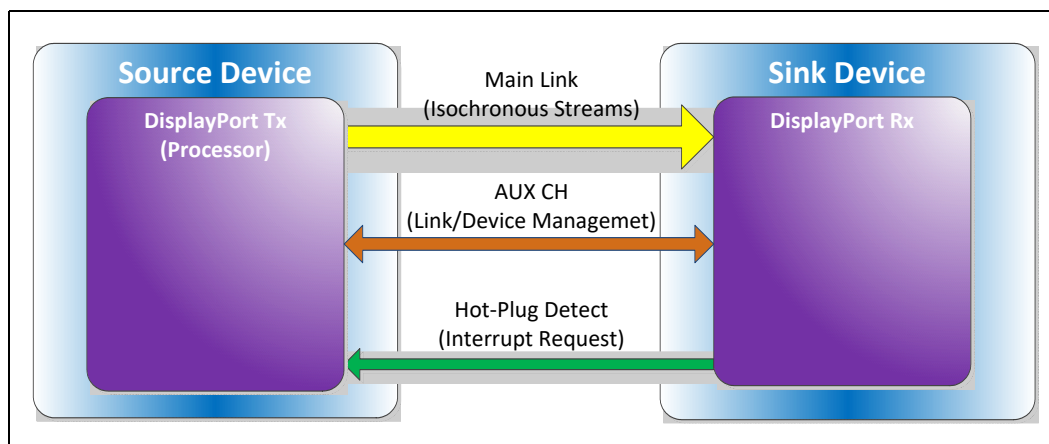 Source Device
DisplayPort Tx
(Processor)
Main Link
(Isochronous Streams)
AUX CH
(Link/Device Managemet)
Hot-Plug Detect
(Interrupt Request)
Sink Device
DisplayPort Rx